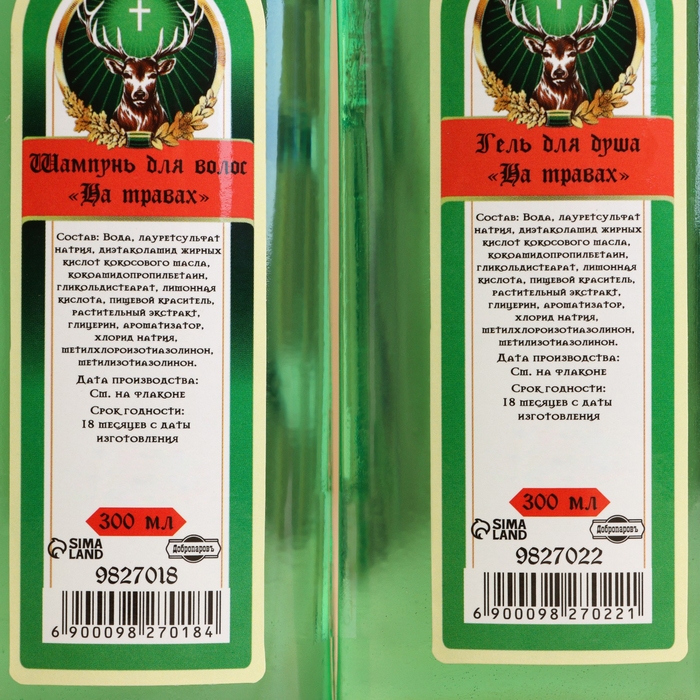 Шампунь для волос
«На травах»
Состав: Вода, лауретсульфат
натрия, диэтаколамид жирных
кислот кокосового масла,
кокоамидопропилбетаин,
гликольдистеарат, лимонная
кислота, пищевой краситель,
растительный экстракт,
глицерин, ароматизатор,
хлорид натрия,
метилхлороизотиазолинон,
метилизотиазолинон.
Дата производства:
См. на флаконе
Срок годности:
18 месяцев с даты
изготовления
300 мл
SIMA
LAND
Добропаровъ
9827018
6 900098 270184
Гель для душа
«На травах»
Состав: Вода, лауретсульфат
натрия, диэтаколамид жирных
кислот кокосового масла,
кокоамидопропилбетаин,
гликольдистеарат, лимонная
кислота, пищевой краситель,
растительный экстракт,
глицерин, ароматизатор,
хлорид натрия,
метилхлороизотиазолинон,
метилизотиазолинон.
Дата производства:
См. на флаконе
Срок годности:
18 месяцев с даты
изготовления
300 мл
SIMA
LAND
Добропаровъ
9827022
6 900098 270221